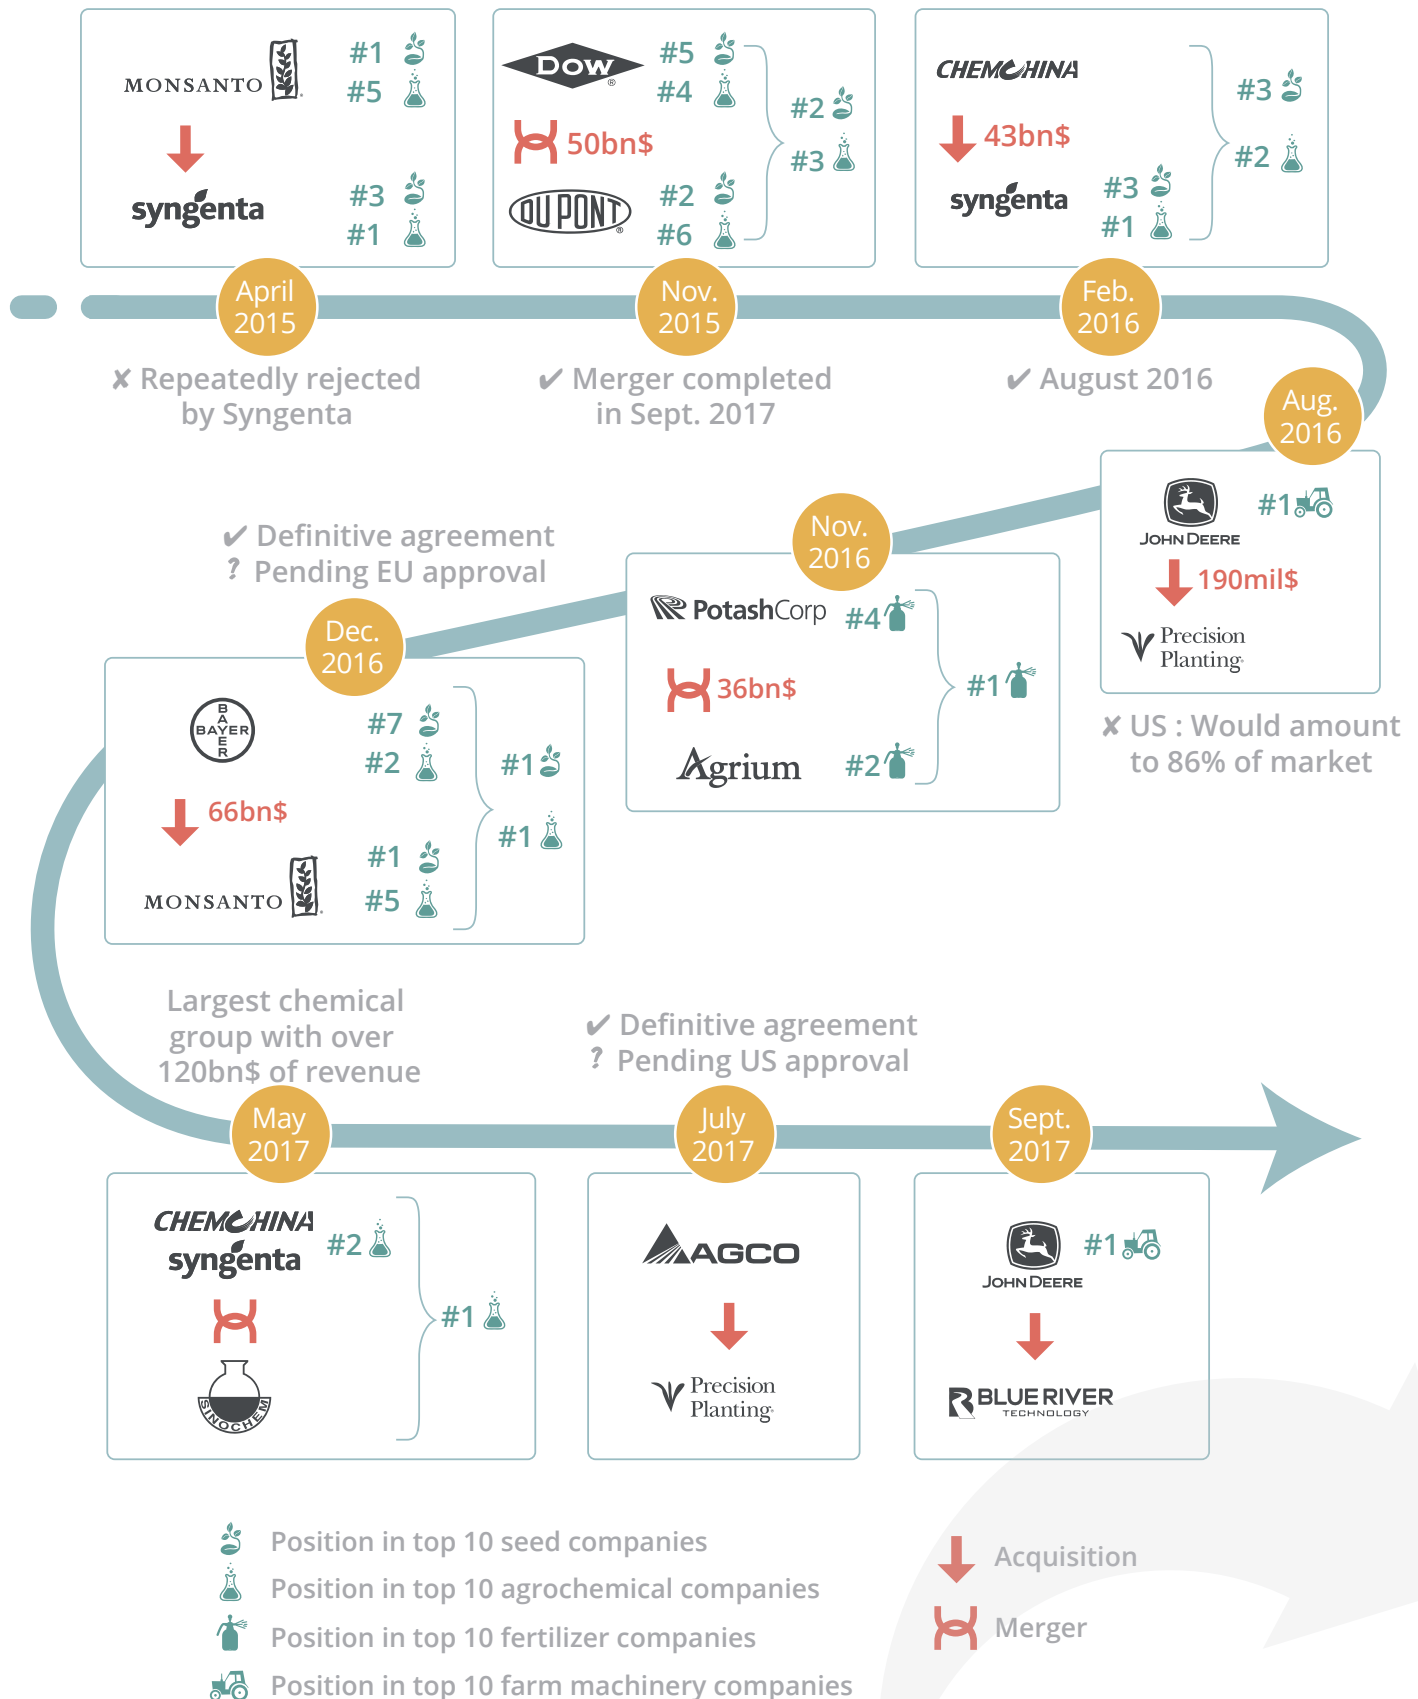 MONSANTO
#1
#5
syngenta
#3
#1
April
2015
✘ Repeatedly rejected
by Syngenta
Dow
#5
#4
50bn$
DUPONT
#2
#6
#2
#3
Nov.
2015
✔ Merger completed
in Sept. 2017
CHEMCHINA
43bn$
syngenta
#3
#1
#3
#2
Feb.
2016
✔ August 2016
Aug.
2016
JOHN DEERE
#1
190mil$
Precision
Planting
✘ US : Would amount
to 86% of market
Nov.
2016
PotashCorp
#4
36bn$
Agrium
#2
#1
✔ Definitive agreement
? Pending EU approval
Dec.
2016
BAYER
BAYER
#7
#2
66bn$
MONSANTO
#1
#5
#1
#1
Largest chemical
group with over
120bn$ of revenue
May
2017
CHEMCHINA
syngenta
#2
SINOCHEM
#1
✔ Definitive agreement
? Pending US approval
July
2017
AGCO
Precision
Planting
Sept.
2017
JOHN DEERE
#1
BLUE RIVER
TECHNOLOGY
Position in top 10 seed companies
Position in top 10 agrochemical companies
Position in top 10 fertilizer companies
Position in top 10 farm machinery companies
Acquisition
Merger